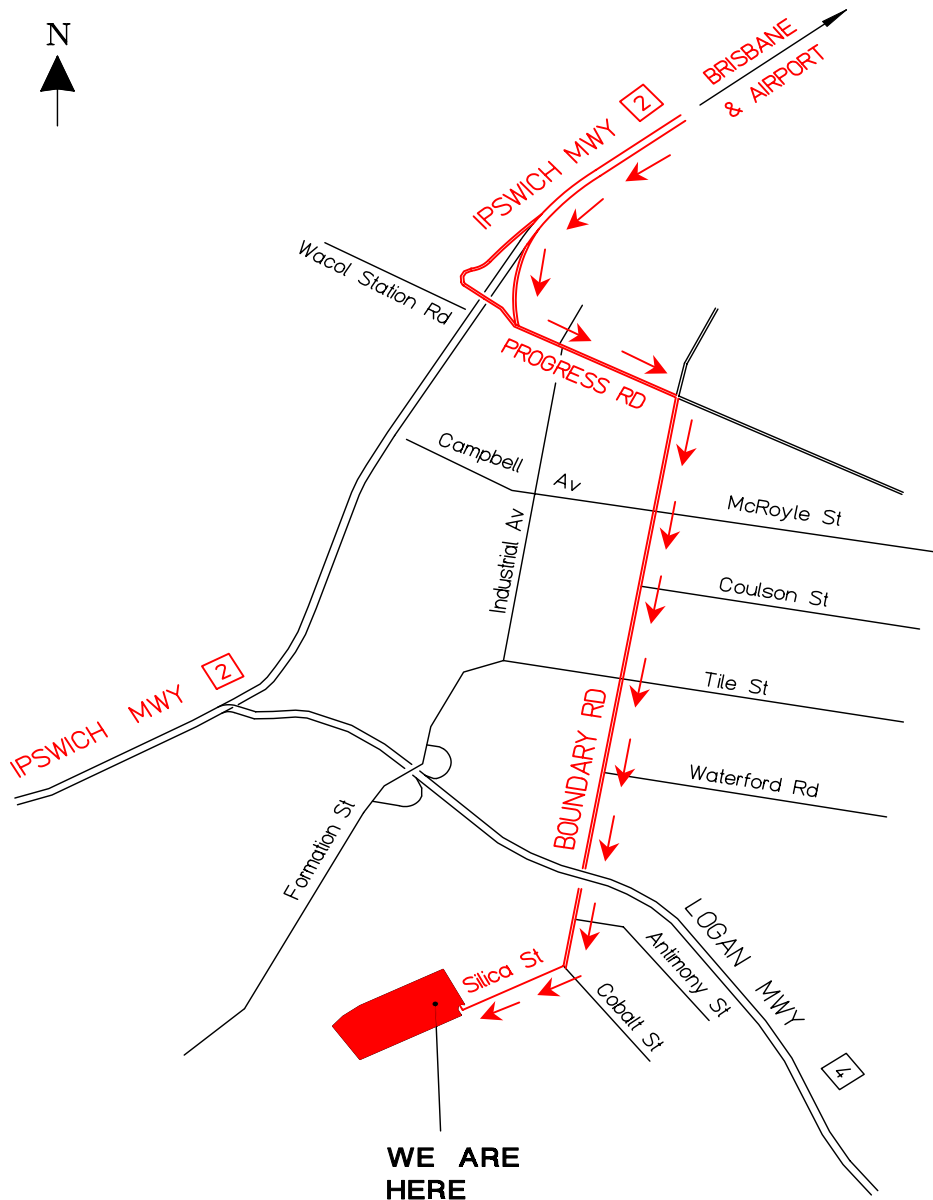 N
BRISBANE
& AIRPORT
2
IPSWICH MWY
Wacol Station Rd
PROGRESS RD
Campbell Av
McRoyle St
Industrial Av
Coulson St
2
IPSWICH MWY
Tile St
BOUNDARY RD
Waterford Rd
Formation St
LOGAN MWY
Antimony St
Silica St
Cobalt St
4
WE ARE
HERE